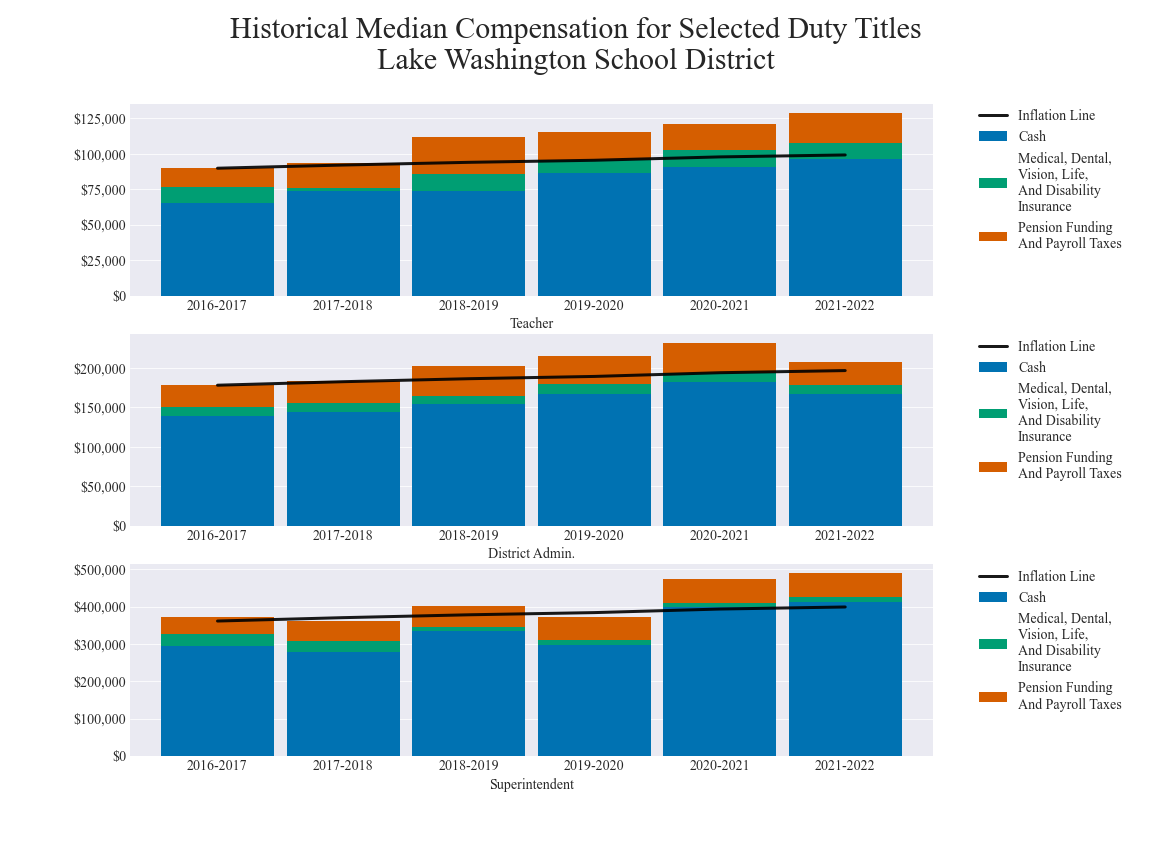 Historical Median Compensation for Selected Duty Titles
Lake Washington School District
$125,000
$100,000
$75,000
$50,000
$25,000
$0
2016-2017 2017-2018 2018-2019 2019-2020 2020-2021 2021-2022
Teacher
Inflation Line
Cash
Medical, Dental,
Vision, Life,
And Disability
Insurance
Pension Funding
And Payroll Taxes
$200,000
$150,000
$100,000
$50,000
$0
2016-2017 2017-2018 2018-2019 2019-2020 2020-2021 2021-2022
District Admin.
Inflation Line
Cash
Medical, Dental,
Vision, Life,
And Disability
Insurance
Pension Funding
And Payroll Taxes
$500,000
$400,000
$300,000
$200,000
$100,000
$0
2016-2017 2017-2018 2018-2019 2019-2020 2020-2021 2021-2022
Superintendent
Inflation Line
Cash
Medical, Dental,
Vision, Life,
And Disability
Insurance
Pension Funding
And Payroll Taxes